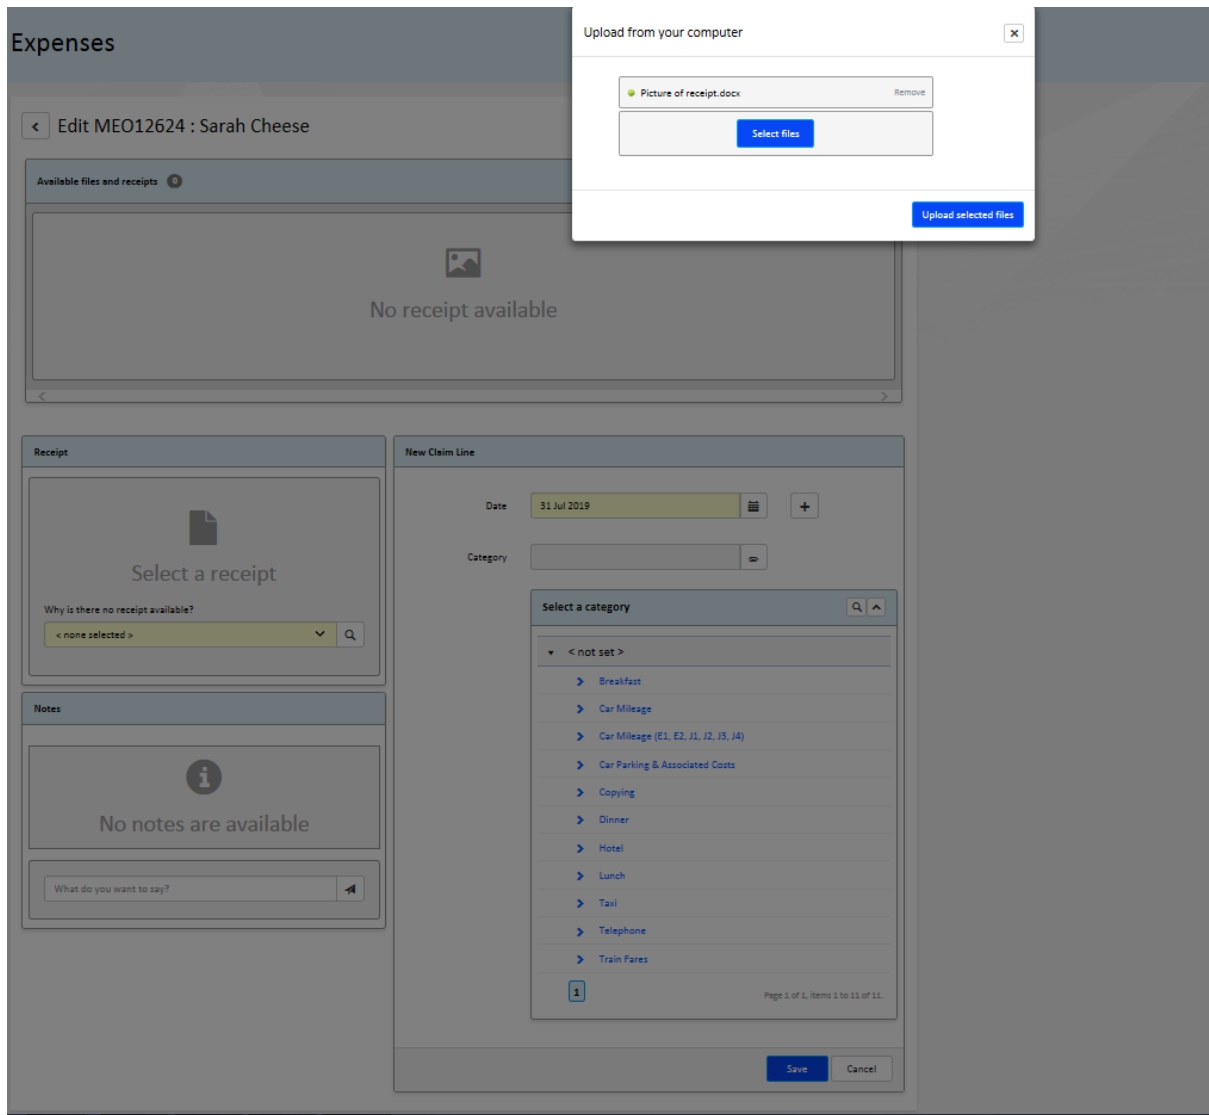 Expenses
Upload from your computer
Picture of receipt.docx
Remove
Select files
Upload selected files
Edit MEO12624 : Sarah Cheese
Available files and receipts 0
No receipt available
Receipt
Select a receipt
Why is there no receipt available?
< none selected >
Notes
No notes are available
What do you want to say?
New Claim Line
Date 31 Jul 2019
Category
Select a category
< not set >
Breakfast
Car Mileage
Car Mileage (E1, E2, J1, J2, J3, J4)
Car Parking & Associated Costs
Copying
Dinner
Hotel
Lunch
Taxi
Telephone
Train Fares
1 Page 1 of 1, items 1 to 11 of 11.
Save Cancel